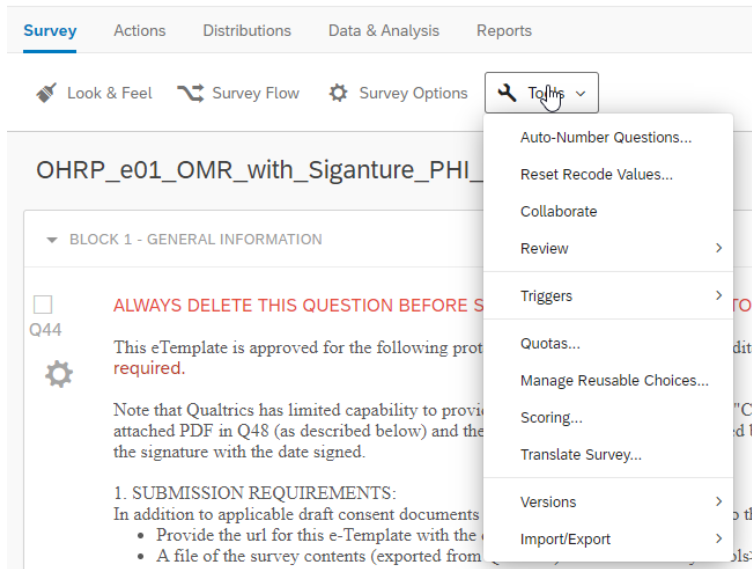 Survey Actions Distributions Data & Analysis Reports
Look & Feel Survey Flow Survey Options
OHRP_e01_OMR_with_Siganture_PHI_
BLOCK 1 - GENERAL INFORMATION
ALWAYS DELETE THIS QUESTION BEFORE S
Q44
This eTemplate is approved for the following prot
required.
Note that Qualtrics has limited capability to provi
attached PDF in Q48 (as described below) and the
the signature with the date signed.
1. SUBMISSION REQUIREMENTS:
In addition to applicable draft consent documents
• Provide the url for this e-Template with the
• A file of the survey contents (exported from
Auto-Number Questions...
Reset Recode Values...
Collaborate
Review
Triggers
Quotas...
Manage Reusable Choices...
Scoring...
Translate Survey...
Versions
Import/Export